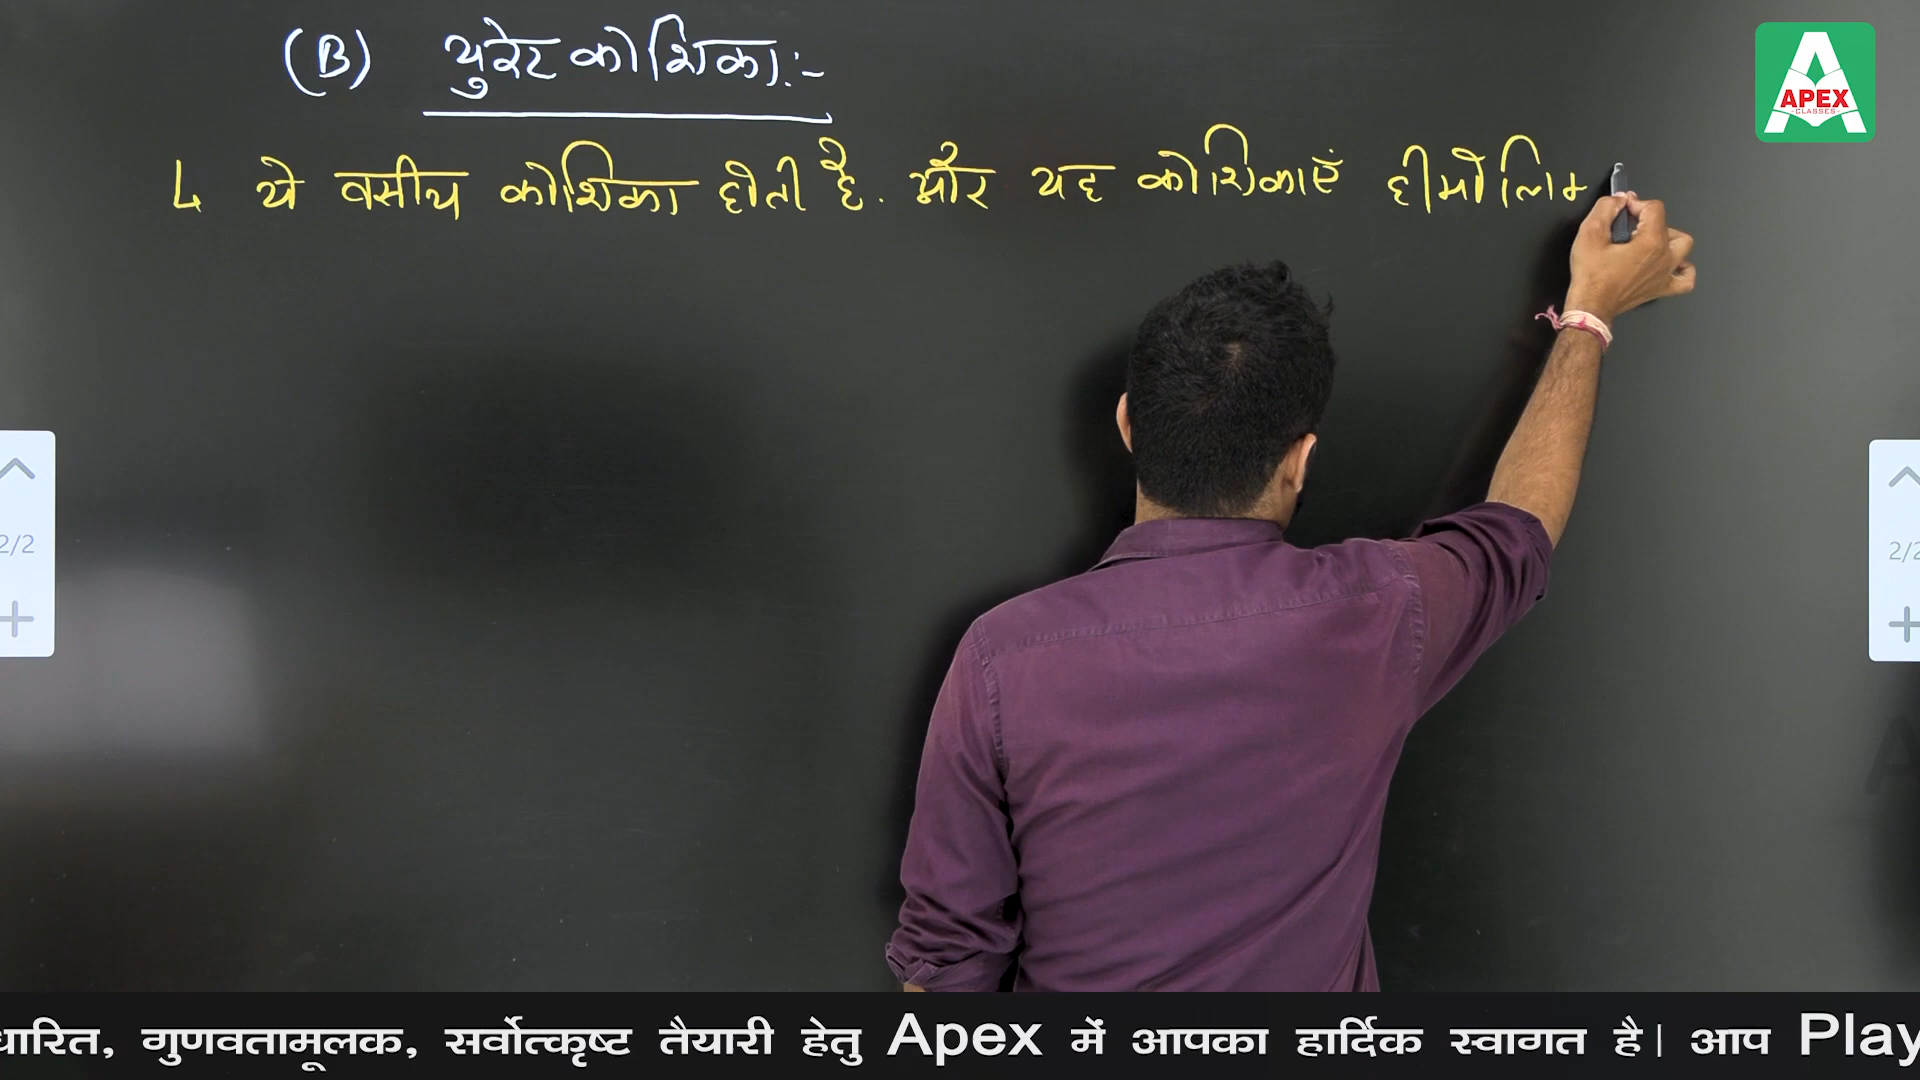 (B) युरेट कोशिका:-
APEX
CLASSES
↳ ये वसीय कोशिका होती है. और यह कोशिकाएँ हीमोलिम
2/2
2/2
धारित, गुणवतामूलक, सर्वोत्कृष्ट तैयारी हेतु Apex में आपका हार्दिक स्वागत है| आप Play